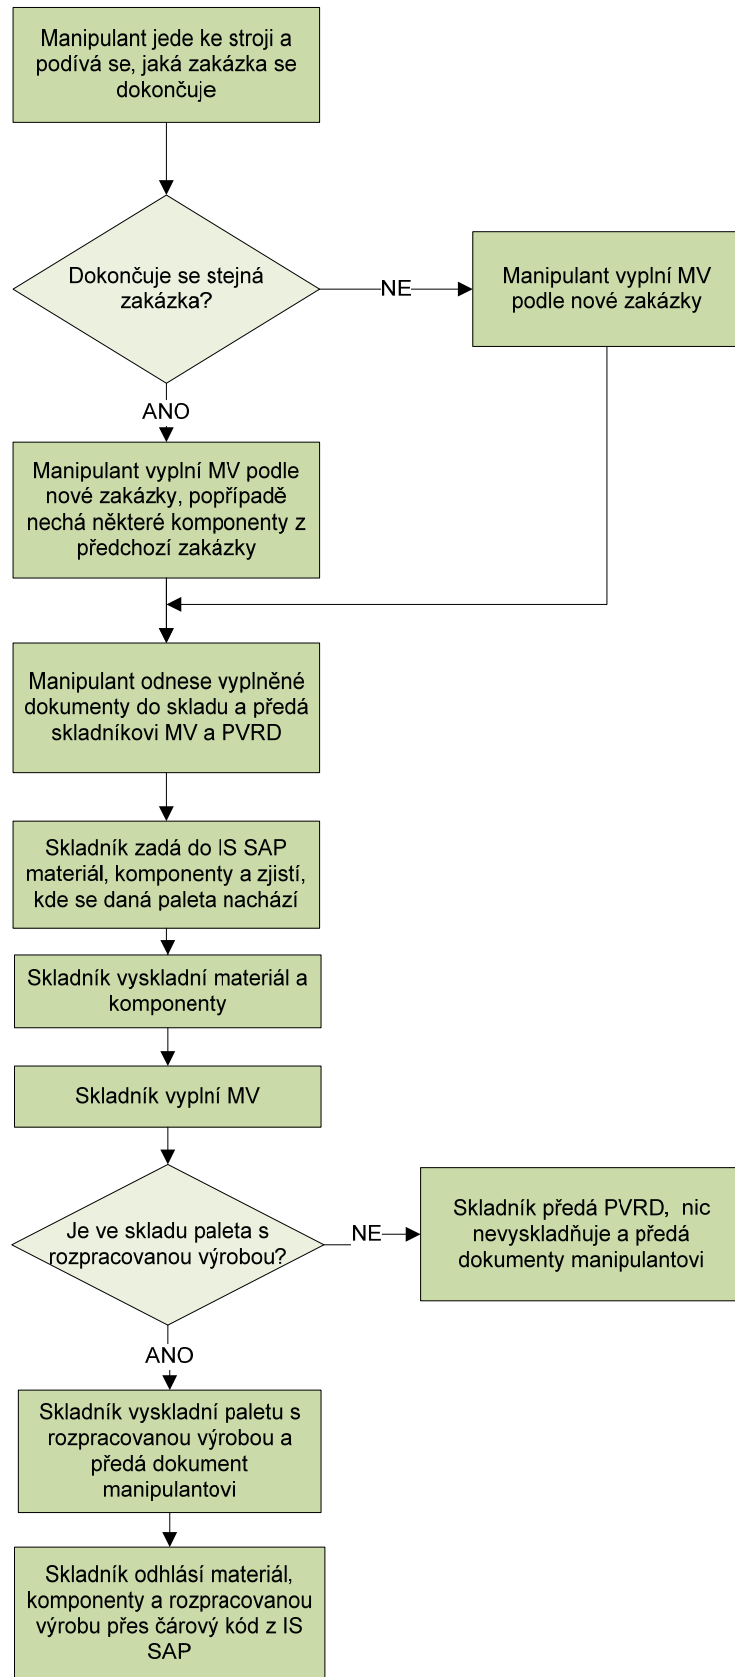 Manipulant jede ke stroji a
podívá se, jaká zakázka se
dokončuje
Dokončuje se stejná
zakázka?
NE
Manipulant vyplní MV
podle nové zakázky
ANO
Manipulant vyplní MV podle
nové zakázky, popřípadě
nechá některé komponenty z
předchozí zakázky
Manipulant odnese vyplněné
dokumenty do skladu a předá
skladníkovi MV a PVRD
Skladník zadá do IS SAP
materiál, komponenty a zjistí,
kde se daná paleta nachází
Skladník vyskladní materiál a
komponenty
Skladník vyplní MV
Je ve skladu paleta s
rozpracovanou výrobou?
NE
Skladník předá PVRD, nic
nevyskladňuje a předá
dokumenty manipulantovi
ANO
Skladník vyskladní paletu s
rozpracovanou výrobou a
předá dokument
manipulantovi
Skladník odhlásí materiál,
komponenty a rozpracovanou
výrobu přes čárový kód z IS
SAP